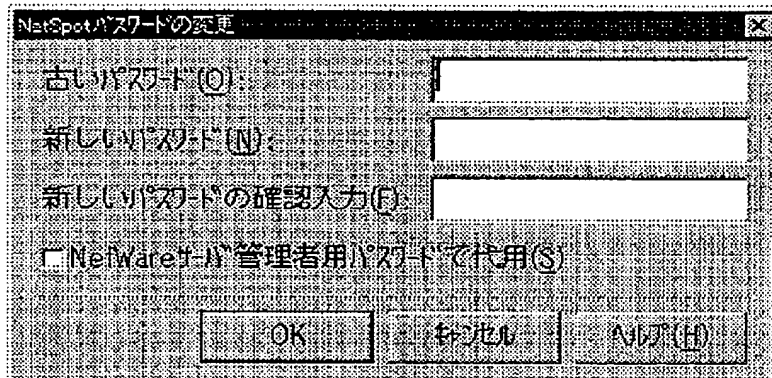 NetSpotパスワードの変更
古いパスワード(O):
新しいパスワード(N):
新しいパスワードの確認入力(F):
NetWareサーバ管理者用パスワードで代用(S)
OK キャンセル ヘルプ(H)